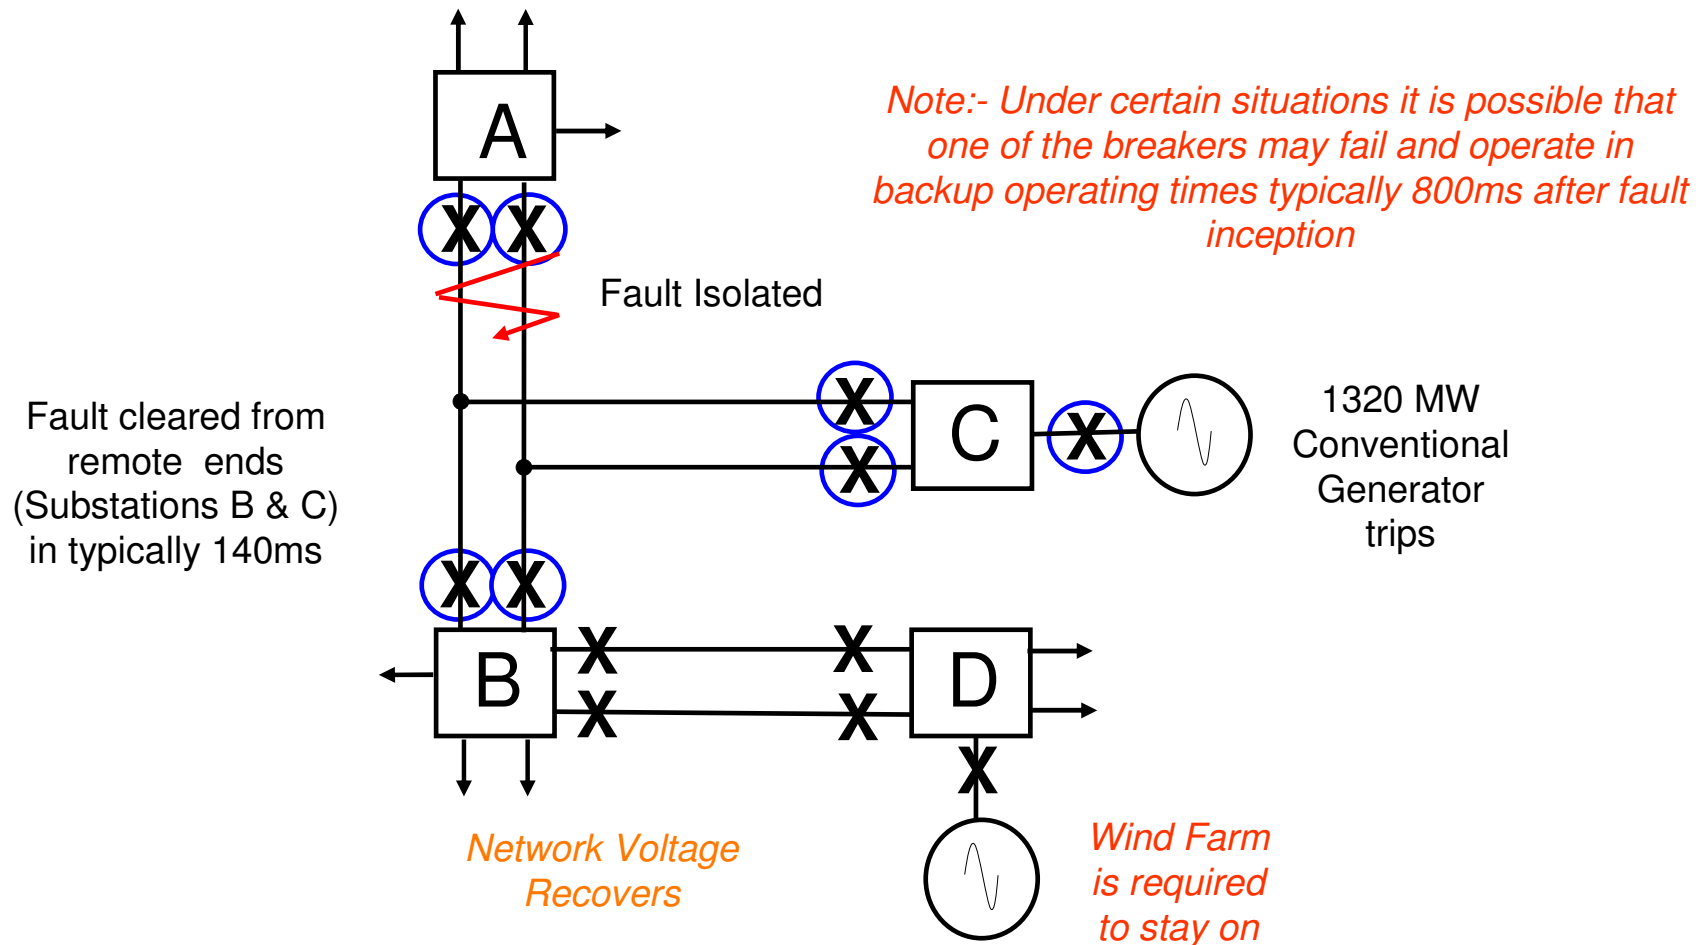 A
Note:- Under certain situations it is possible that
one of the breakers may fail and operate in
backup operating times typically 800ms after fault
inception
X X
Fault Isolated
Fault cleared from
remote ends
(Substations B & C)
in typically 140ms
X
X
C
X
1320 MW
Conventional
Generator
trips
X X
B
X
X
X
X
D
X
Network Voltage
Recovers
Wind Farm
is required
to stay on